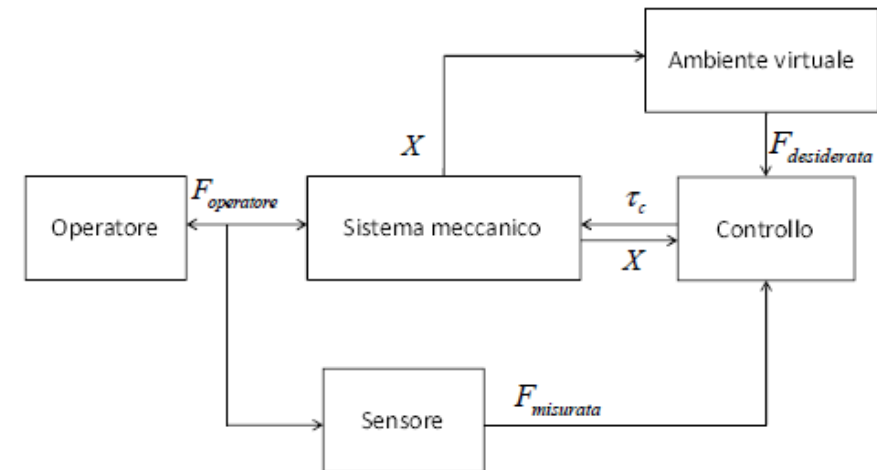 Ambiente virtuale
X
F_desiderata
F_operatore
τ_c
Operatore
Sistema meccanico
Controllo
X
Sensore
F_misurata